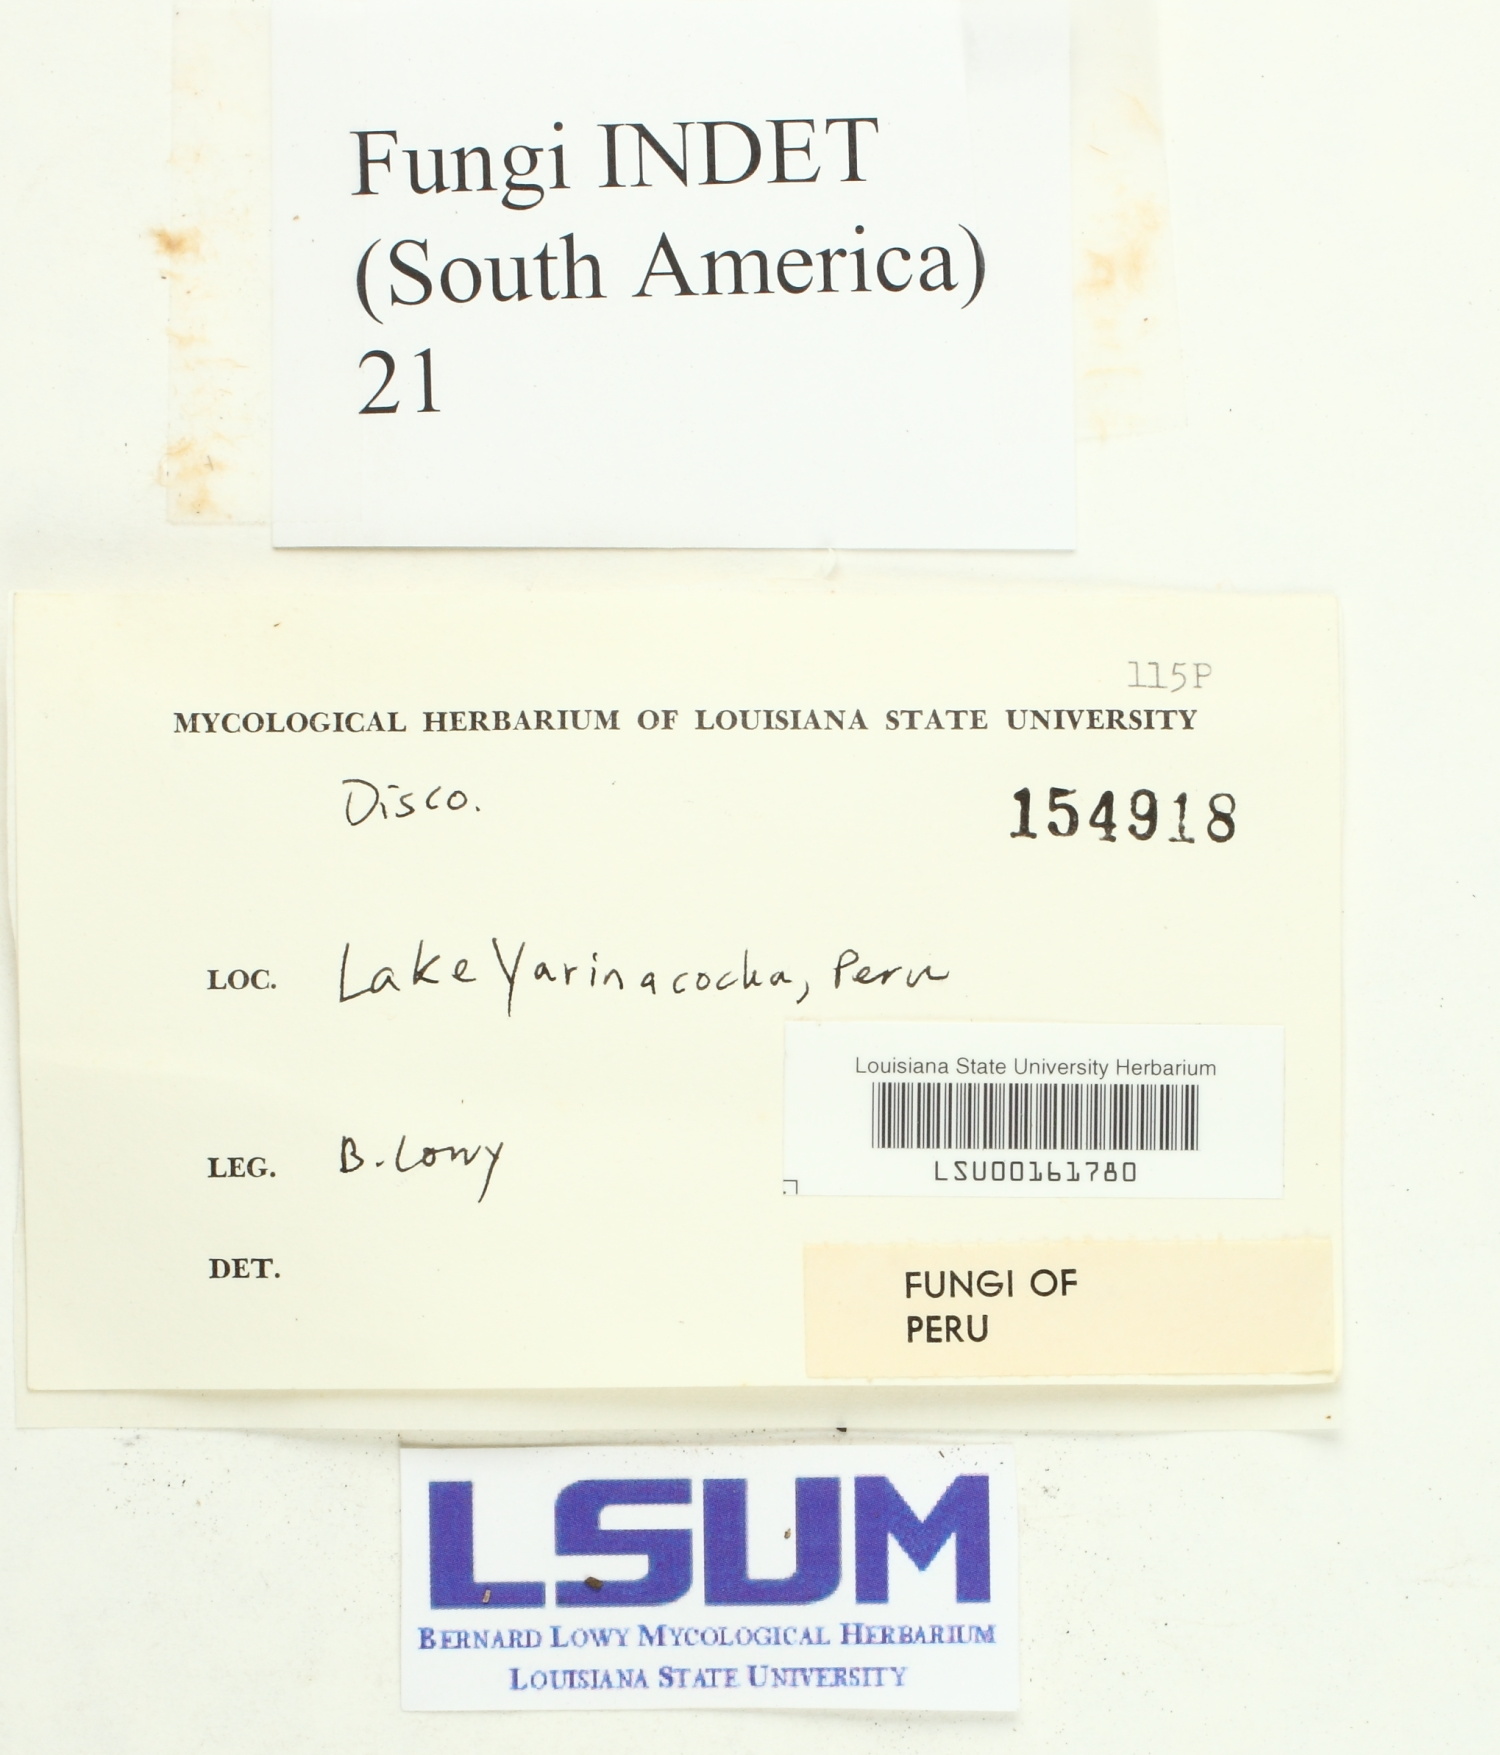 Fungi INDET
(South America)
21
115P
MYCOLOGICAL HERBARIUM OF LOUISIANA STATE UNIVERSITY
Disco.
154918
LOC. Lake Yarinacocha, Peru
Louisiana State University Herbarium
LSU00161780
LEG. B. Lowy
DET.
FUNGI OF
PERU
LSUM
BERNARD LOWY MYCOLOGICAL HERBARIUM
LOUISIANA STATE UNIVERSITY